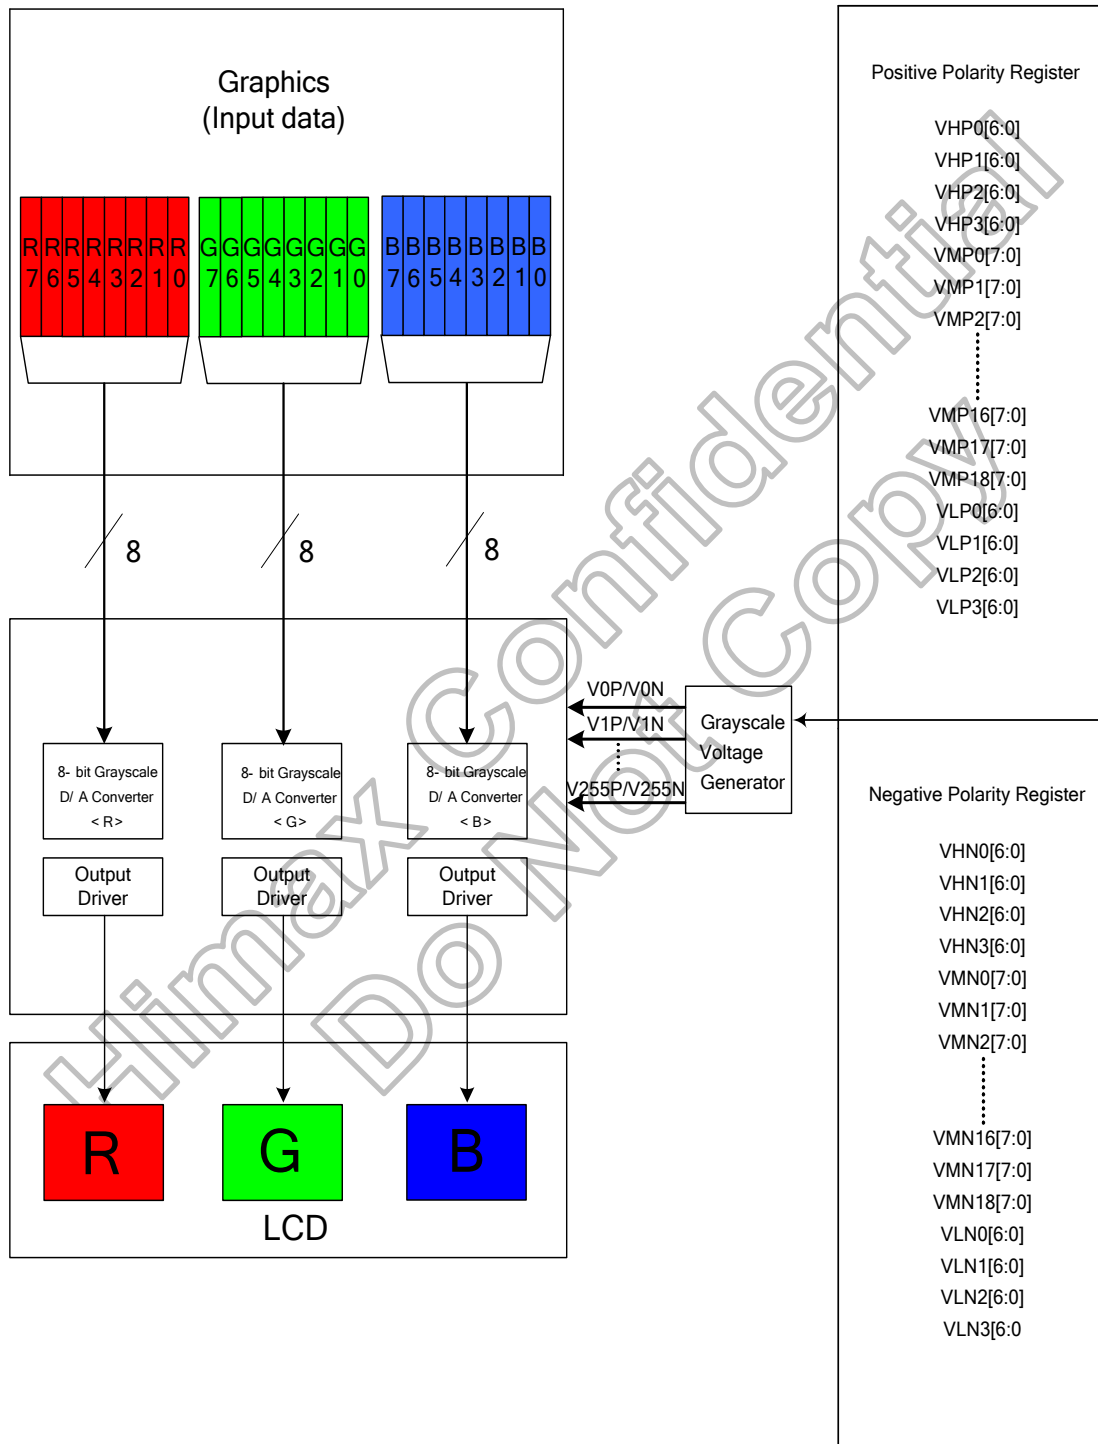 Graphics
(Input data)
R R R R R R R R
7 6 5 4 3 2 1 0
G G G G G G G G
7 6 5 4 3 2 1 0
B B B B B B B B
7 6 5 4 3 2 1 0
8
8
8
8- bit Grayscale
D/ A Converter
< R >
8- bit Grayscale
D/ A Converter
< G >
8- bit Grayscale
D/ A Converter
< B >
Output
Driver
Output
Driver
Output
Driver
R
G
B
LCD
V0P/V0N
V1P/V1N
V255P/V255N
Grayscale
Voltage
Generator
Positive Polarity Register
VHP0[6:0]
VHP1[6:0]
VHP2[6:0]
VHP3[6:0]
VMP0[7:0]
VMP1[7:0]
VMP2[7:0]
VMP16[7:0]
VMP17[7:0]
VMP18[7:0]
VLP0[6:0]
VLP1[6:0]
VLP2[6:0]
VLP3[6:0]
Negative Polarity Register
VHN0[6:0]
VHN1[6:0]
VHN2[6:0]
VHN3[6:0]
VMN0[7:0]
VMN1[7:0]
VMN2[7:0]
VMN16[7:0]
VMN17[7:0]
VMN18[7:0]
VLN0[6:0]
VLN1[6:0]
VLN2[6:0]
VLN3[6:0
Himax Confidential
Do Not Copy